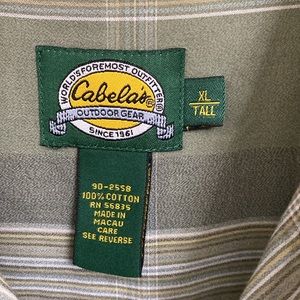 WORLD'S FOREMOST OUTFITTER®
Cabela's®
OUTDOOR GEAR
SINCE 1961
XL
TALL
90-2558
100% COTTON
RN 56835
MADE IN
MACAU
CARE
SEE REVERSE